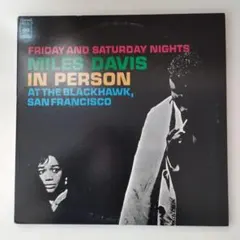 FRIDAY AND SATURDAY NIGHTS
MILES DAVIS
IN PERSON
AT THE BLACKHAWK,
SAN FRANCISCO